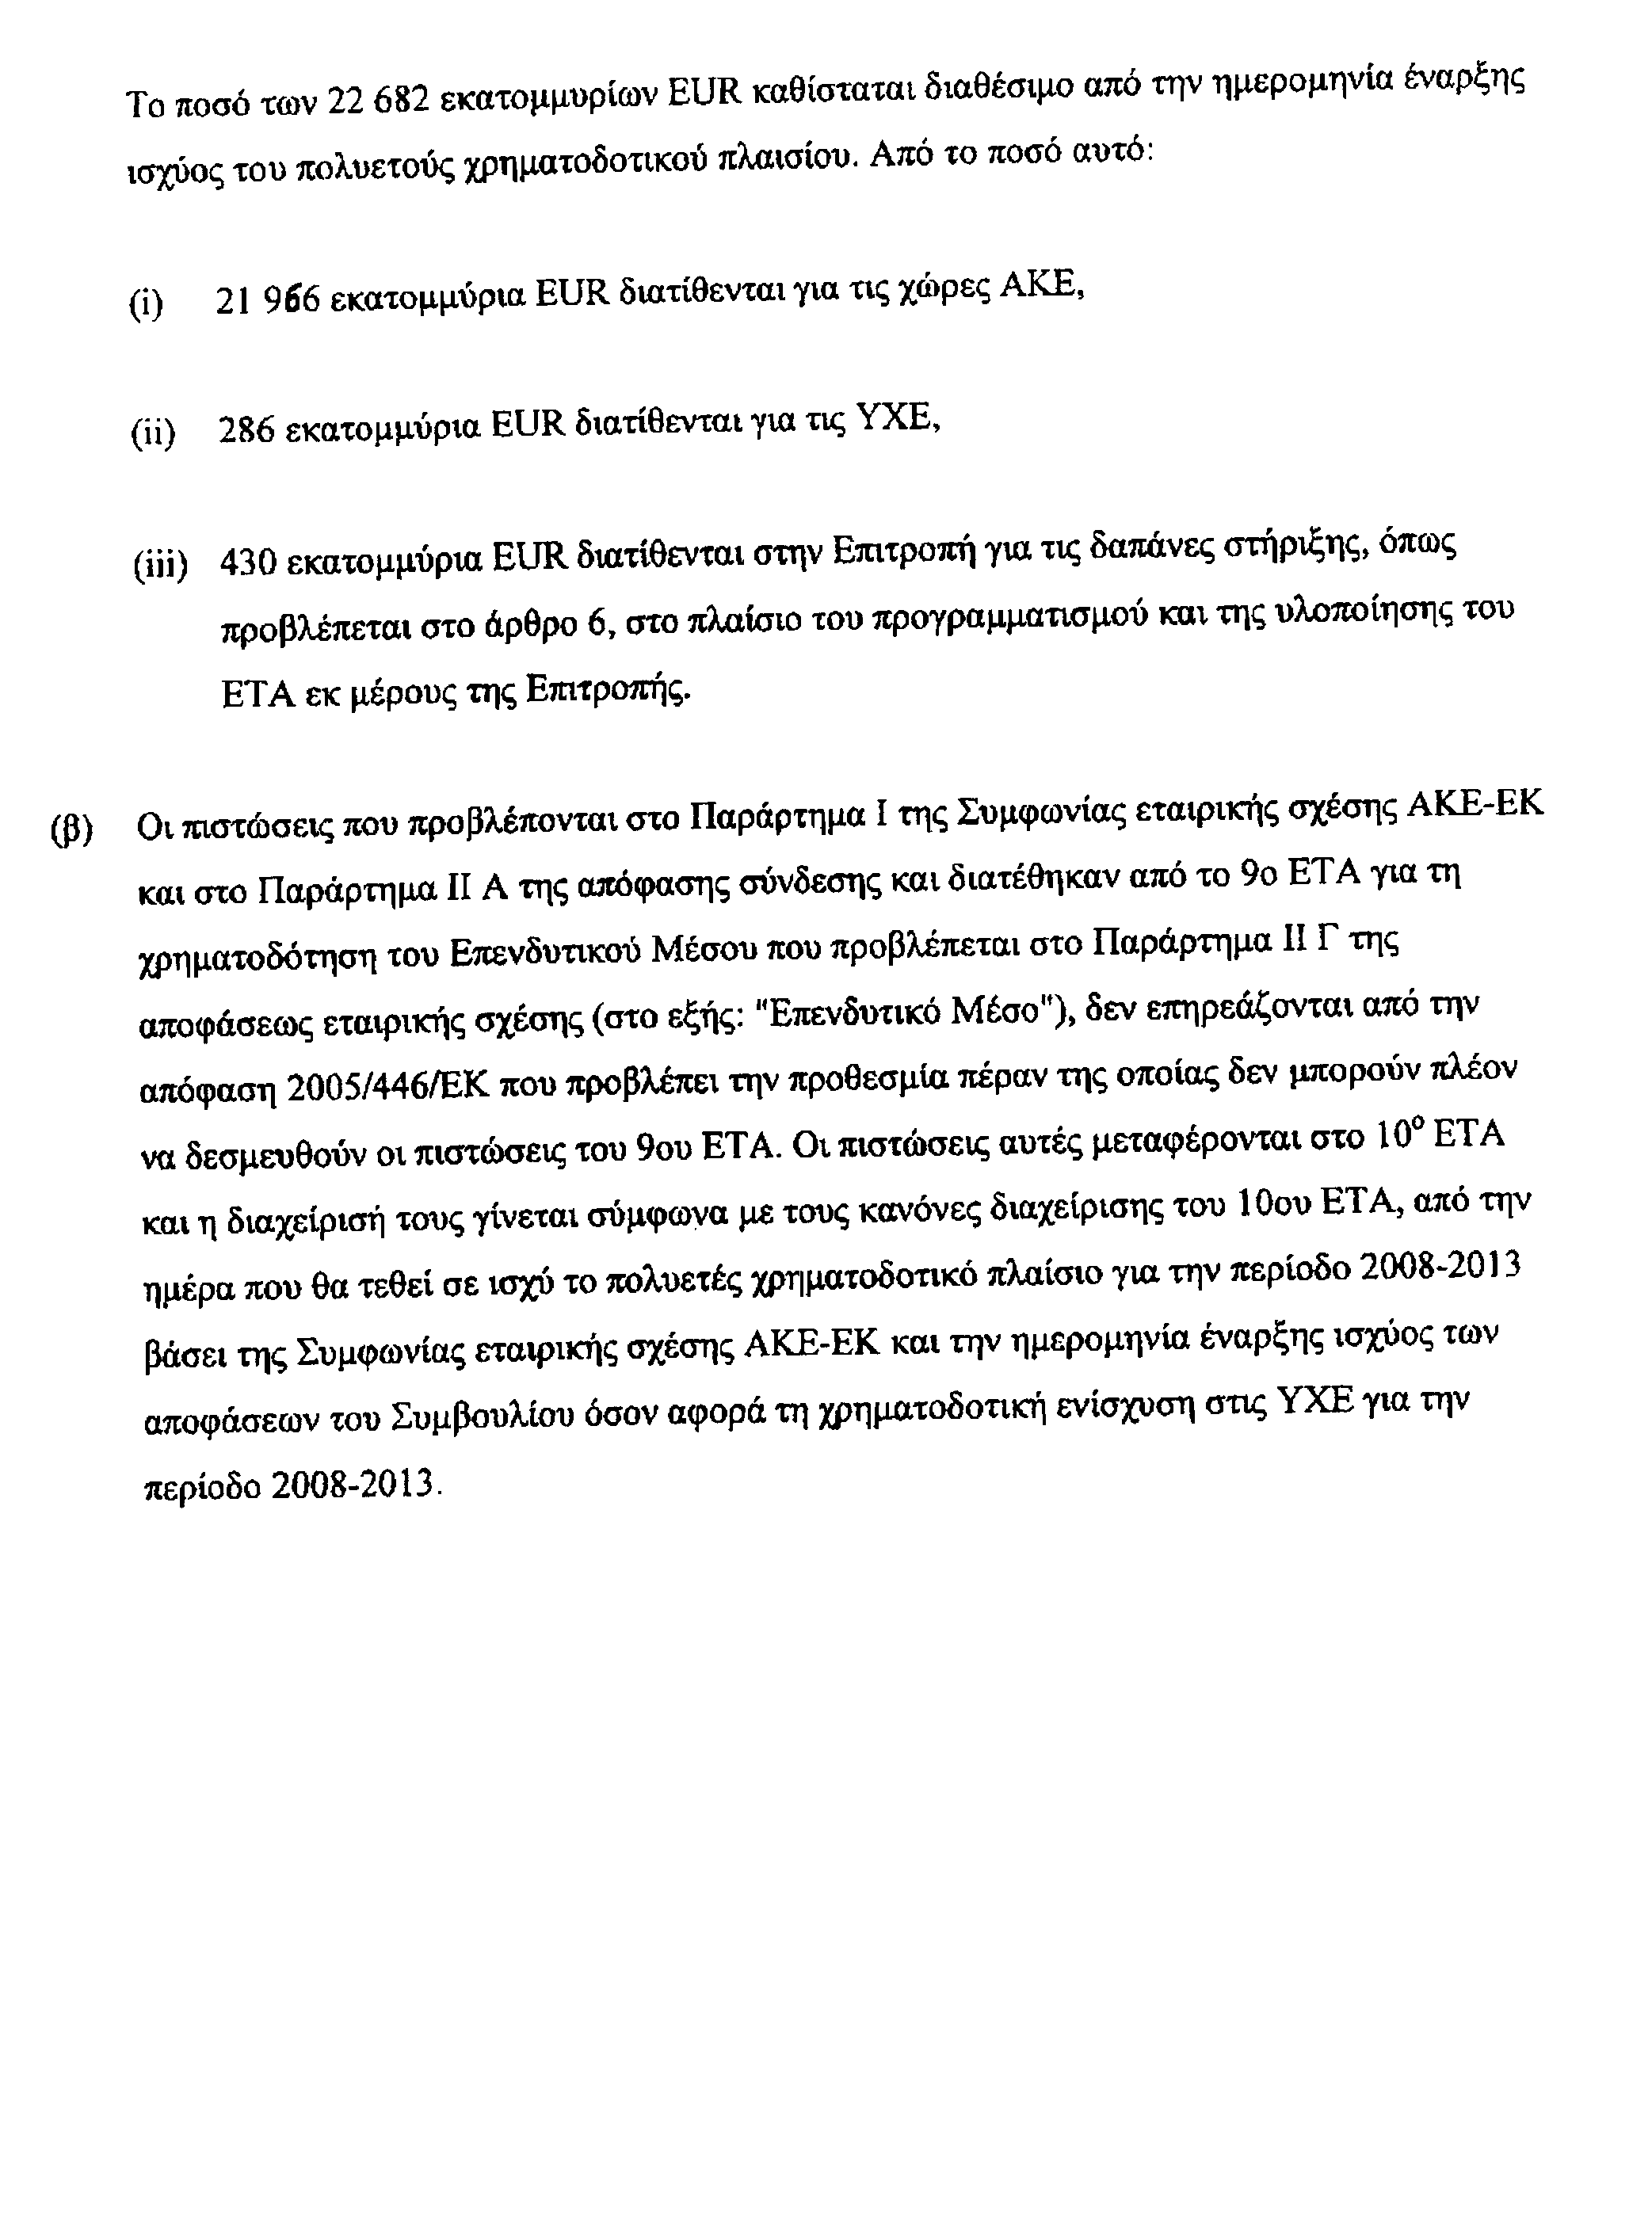 Το ποσό των 22 682 εκατομμυρίων EUR καθίσταται διαθέσιμο από την ημερομηνία έναρξης
ισχύος του πολυετούς χρηματοδοτικού πλαισίου. Από το ποσό αυτό:
(i) 21 966 εκατομμύρια EUR διατίθενται για τις χώρες ΑΚΕ,
(ii) 286 εκατομμύρια EUR διατίθενται για τις ΥΧΕ,
(iii) 430 εκατομμύρια EUR διατίθενται στην Επιτροπή για τις δαπάνες στήριξης, όπως
προβλέπεται στο άρθρο 6, στο πλαίσιο του προγραμματισμού και της υλοποίησης του
ΕΤΑ εκ μέρους της Επιτροπής.
(β) Οι πιστώσεις που προβλέπονται στο Παράρτημα Ι της Συμφωνίας εταιρικής σχέσης ΑΚΕ-ΕΚ
και στο Παράρτημα ΙΙ Α της απόφασης σύνδεσης και διατέθηκαν από το 9ο ΕΤΑ για τη
χρηματοδότηση του Επενδυτικού Μέσου που προβλέπεται στο Παράρτημα ΙΙ Γ της
αποφάσεως εταιρικής σχέσης (στο εξής: "Επενδυτικό Μέσο"), δεν επηρεάζονται από την
απόφαση 2005/446/ΕΚ που προβλέπει την προθεσμία πέραν της οποίας δεν μπορούν πλέον
να δεσμευθούν οι πιστώσεις του 9ου ΕΤΑ. Οι πιστώσεις αυτές μεταφέρονται στο 10º ΕΤΑ
και η διαχείρισή τους γίνεται σύμφωνα με τους κανόνες διαχείρισης του 10ου ΕΤΑ, από την
ημέρα που θα τεθεί σε ισχύ το πολυετές χρηματοδοτικό πλαίσιο για την περίοδο 2008-2013
βάσει της Συμφωνίας εταιρικής σχέσης ΑΚΕ-ΕΚ και την ημερομηνία έναρξης ισχύος των
αποφάσεων του Συμβουλίου όσον αφορά τη χρηματοδοτική ενίσχυση στις ΥΧΕ για την
περίοδο 2008-2013.